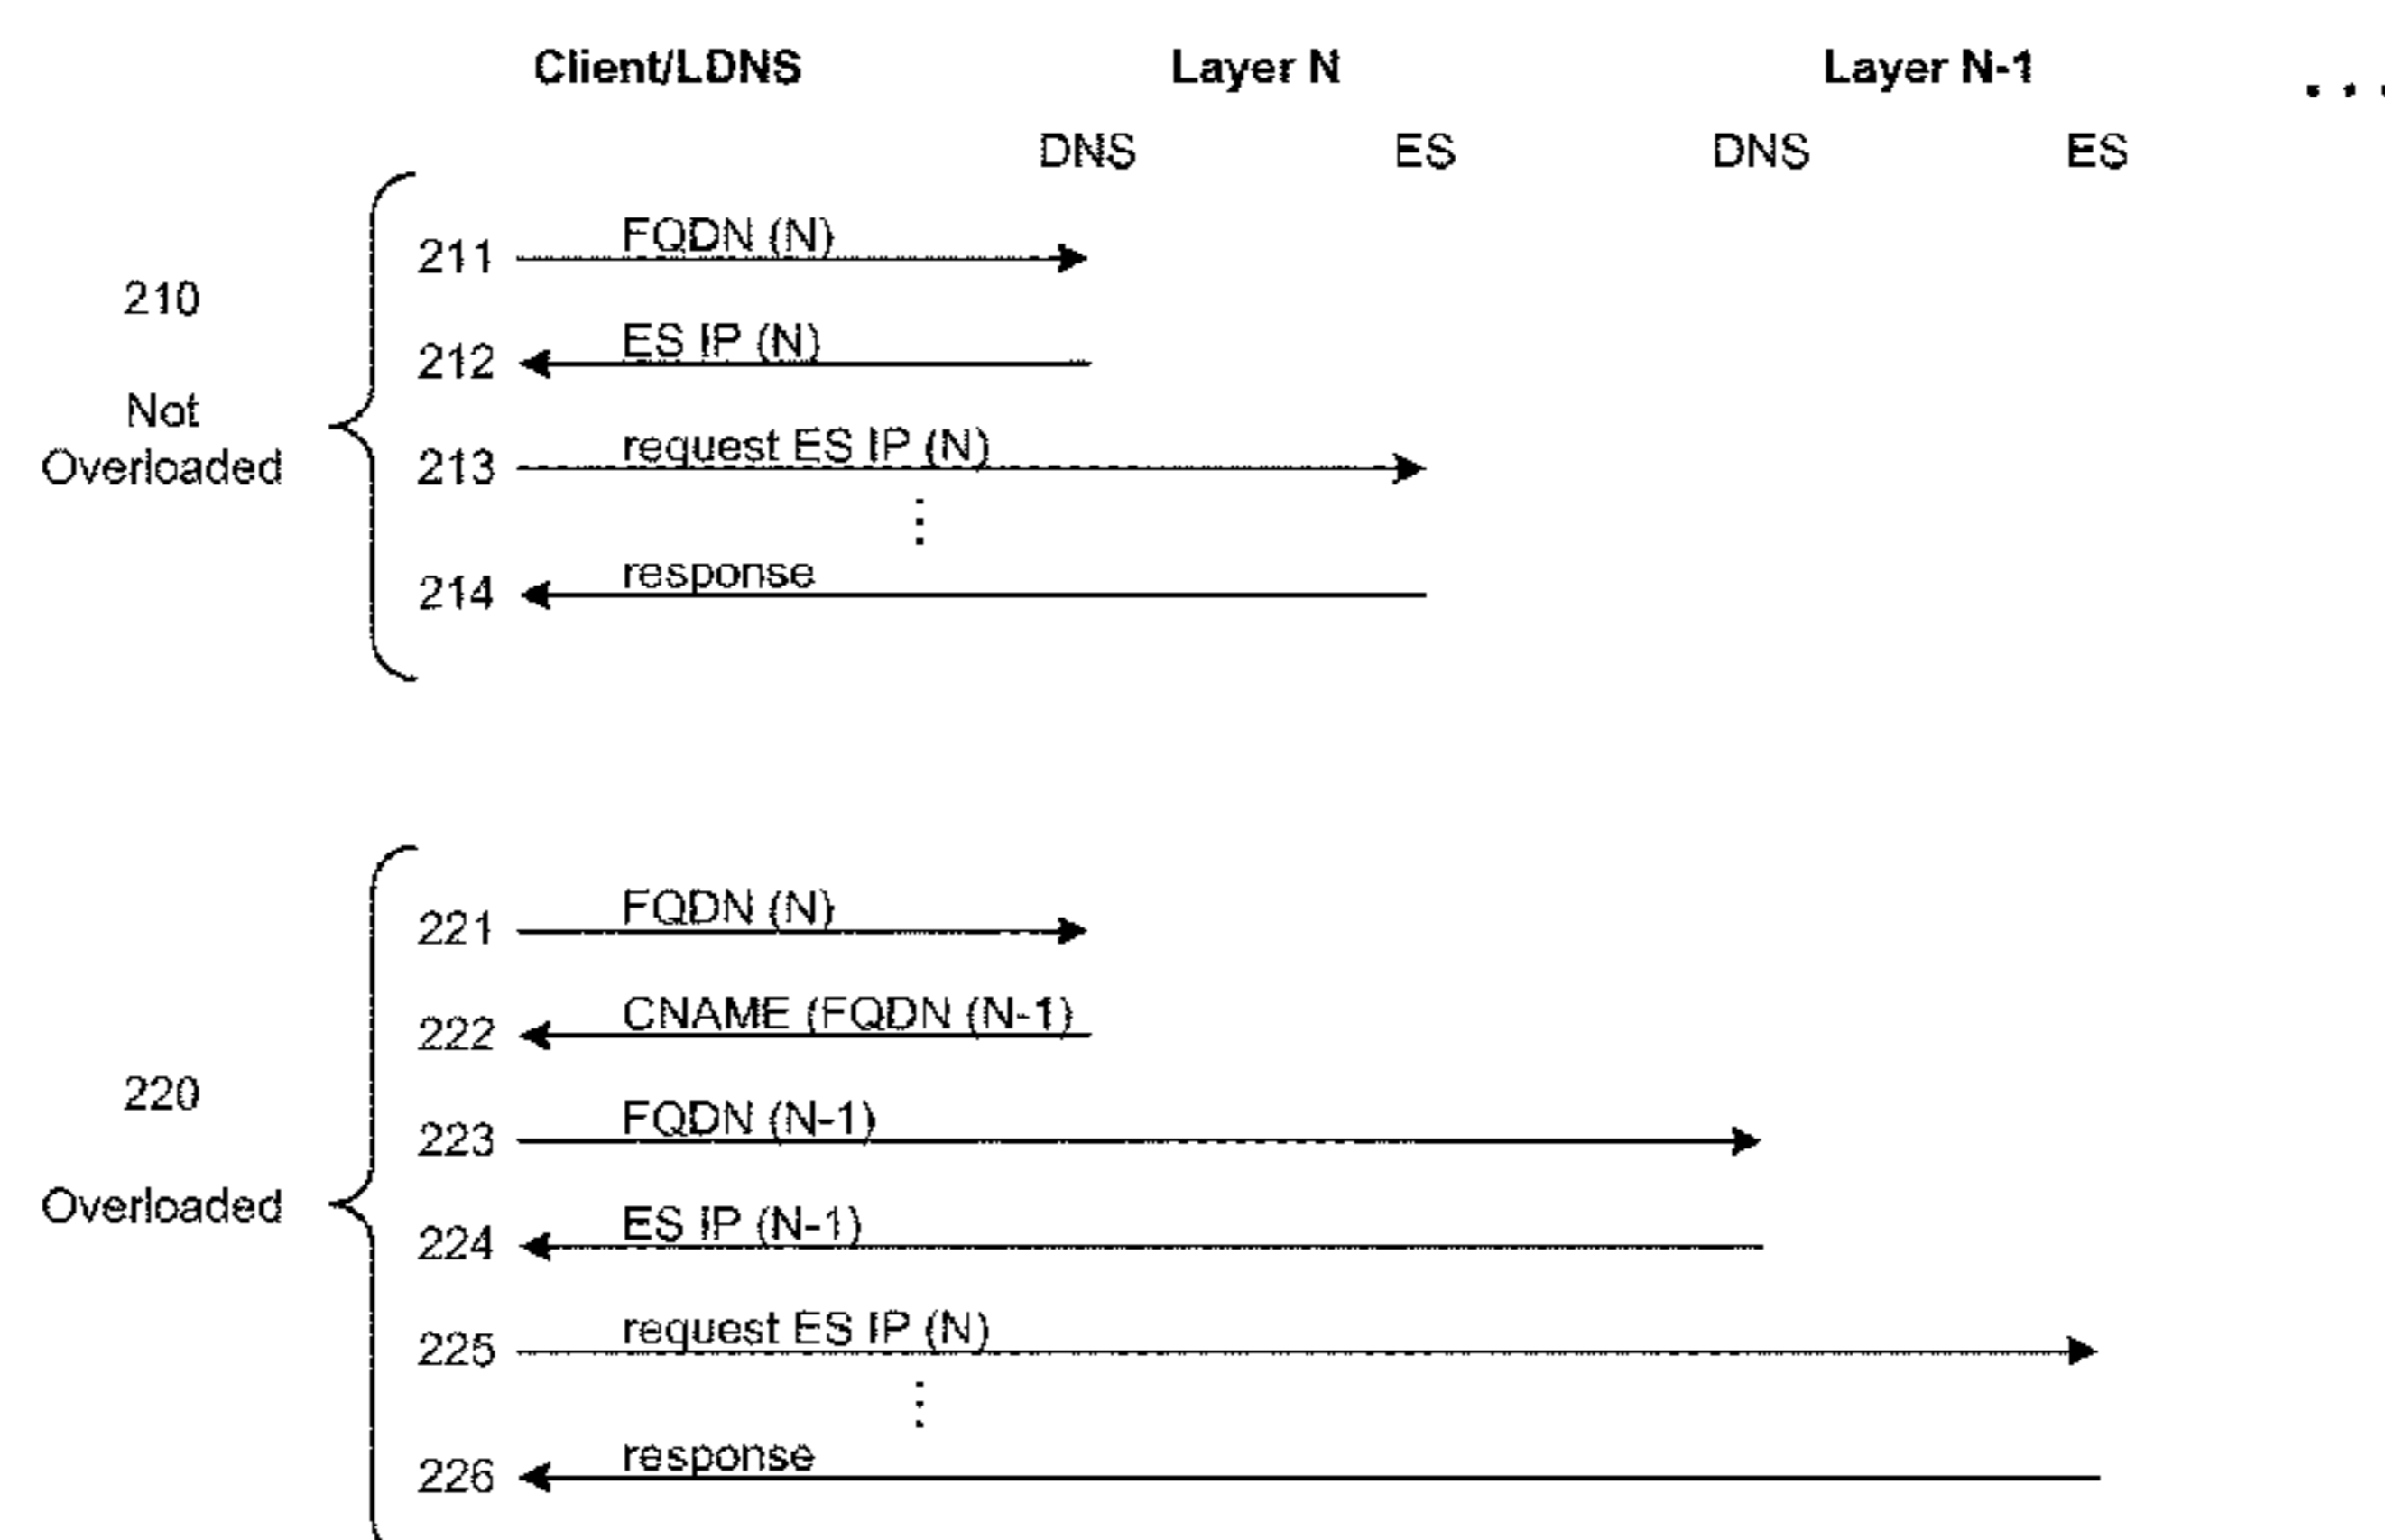 Client/LDNS Layer N Layer N-1 ...
DNS ES DNS ES
210
Not
Overloaded
211 FQDN (N)
212 ES IP (N)
213 request ES IP (N)
214 response
220
Overloaded
221 FQDN (N)
222 CNAME (FQDN (N-1)
223 FQDN (N-1)
224 ES IP (N-1)
225 request ES IP (N)
226 response